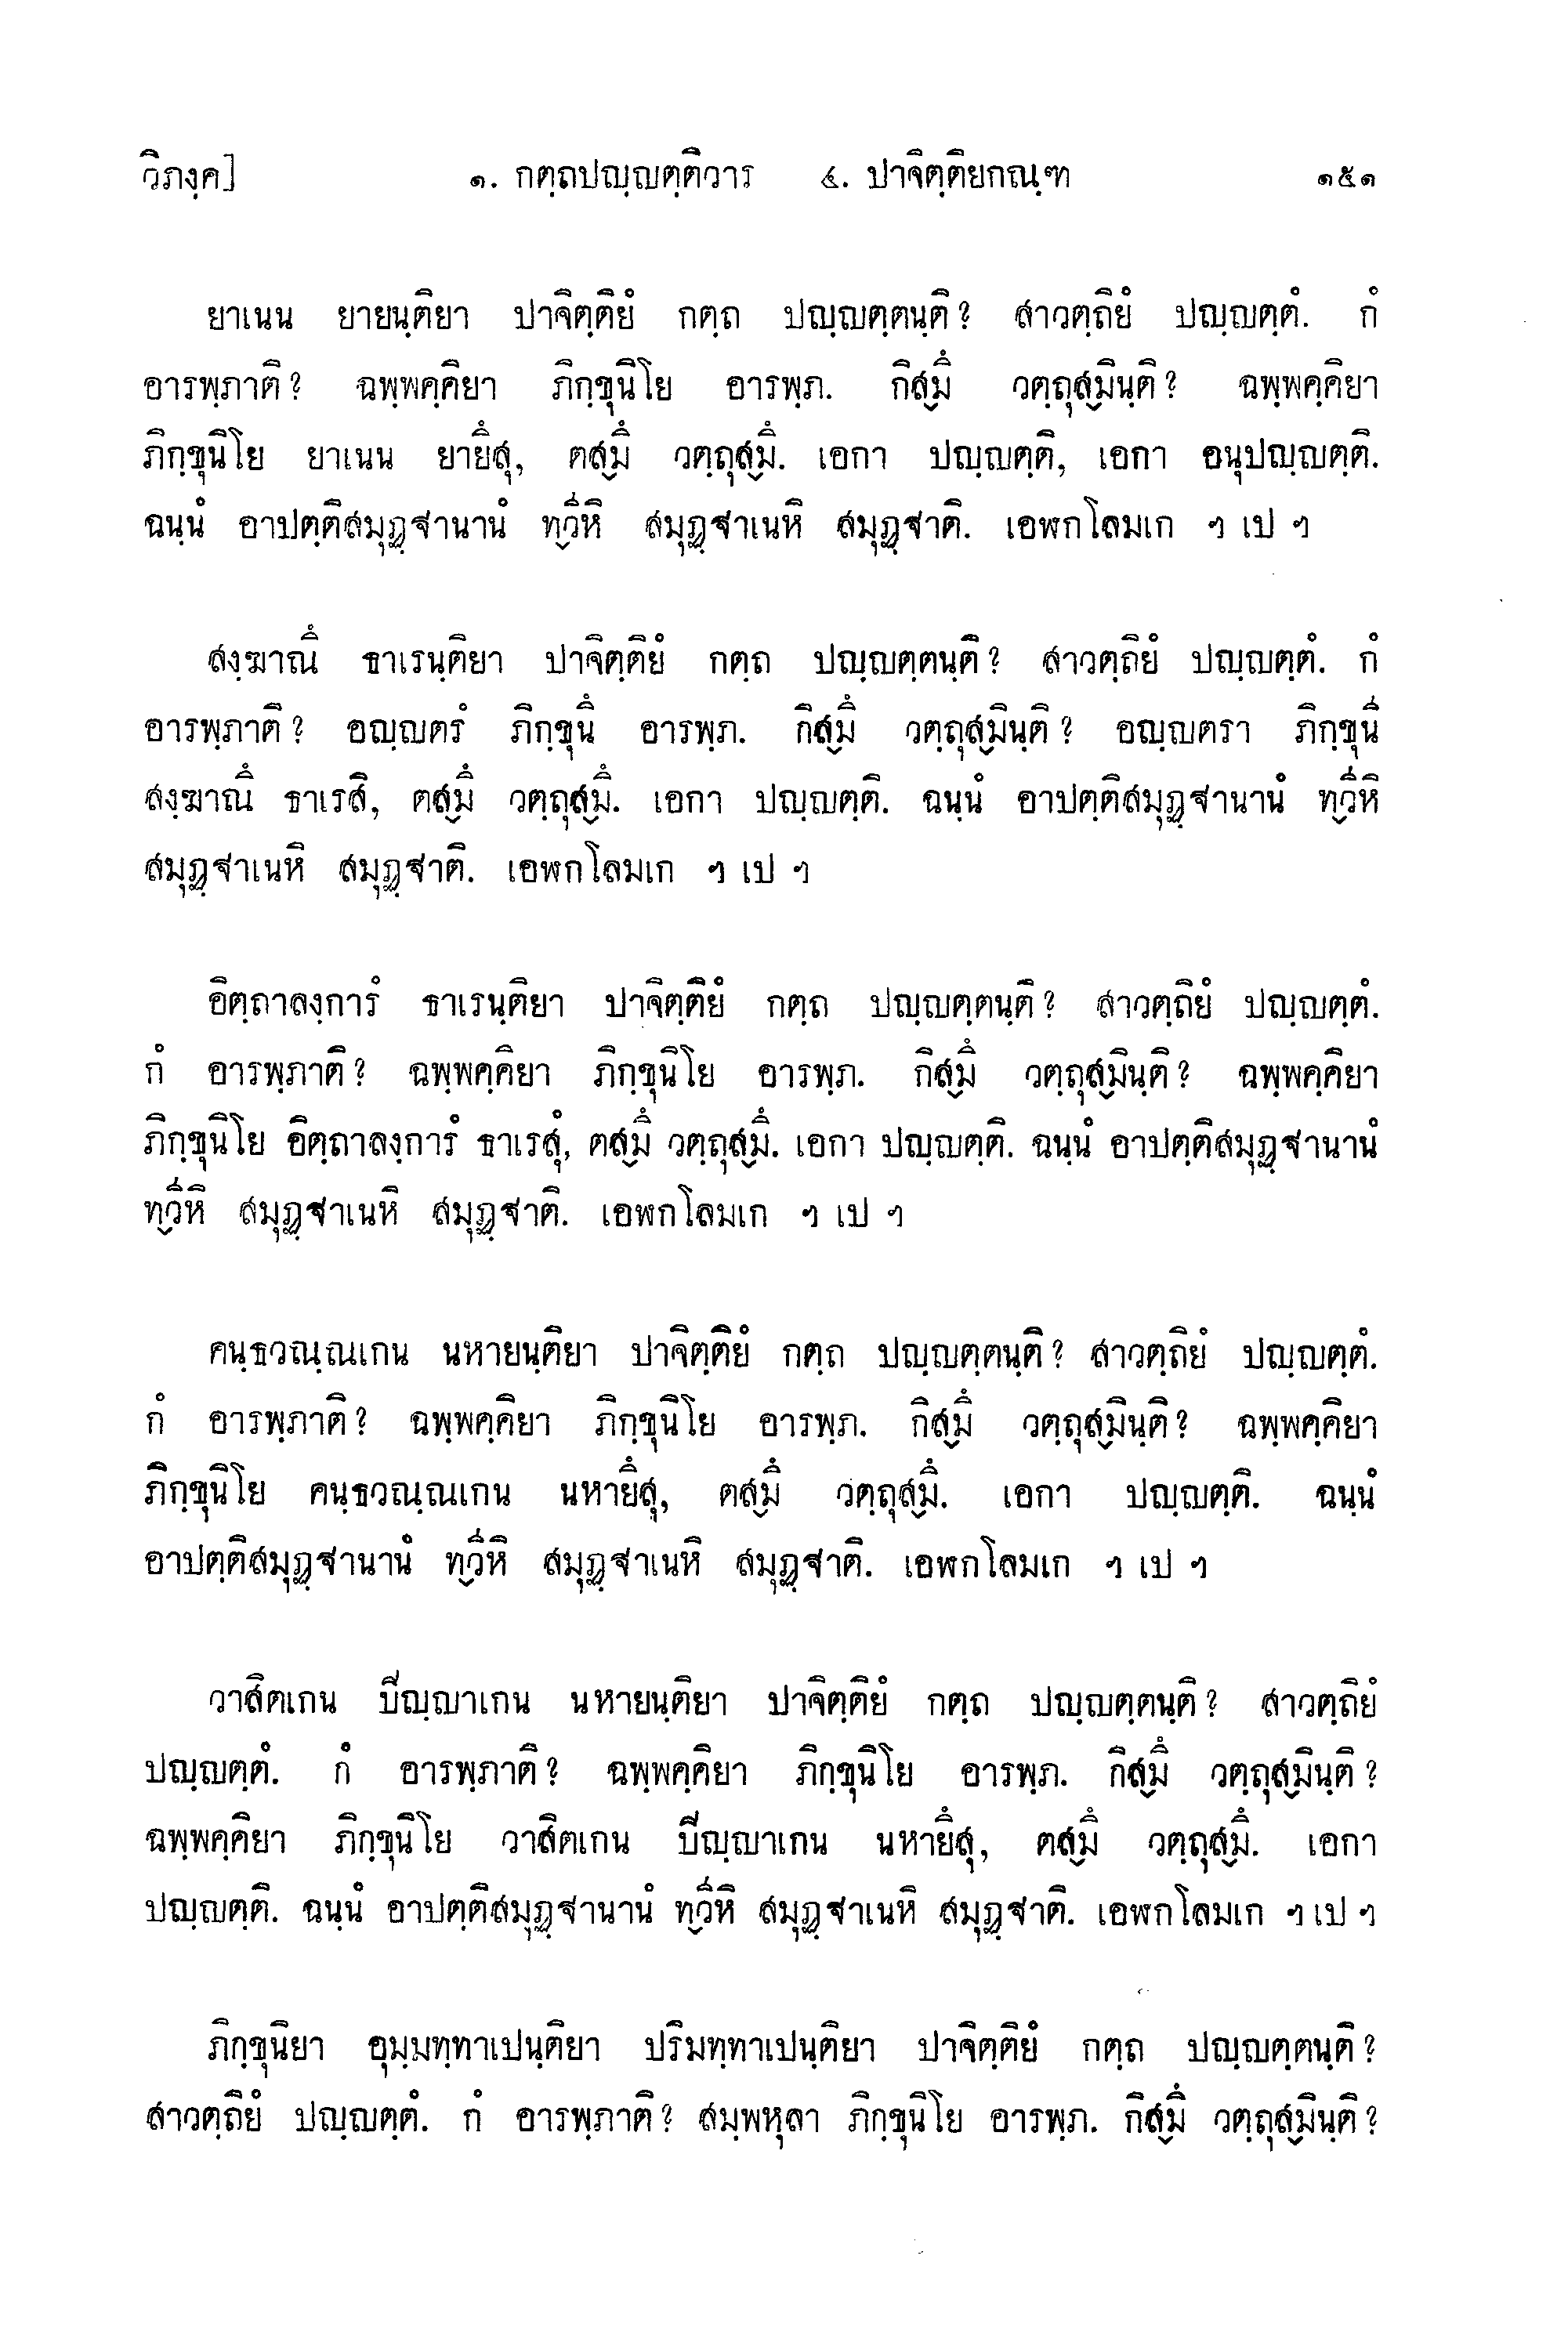 วิภงฺค] ๑. กตฺถปญฺญตฺติวาร ๔. ปาจิตฺติยกณฺฑ ๑๕๑
ยาเนน ยายนฺติยา ปาจิตฺติยํ กตฺถ ปญฺญตฺตนฺติ? สาวตฺถิยํ ปญฺญตฺตํ. กํ
อารพฺภาติ? ฉพฺพคฺคิยา ภิกฺขุนิโย อารพฺภ. กิสฺมิํ วตฺถุสฺมินฺติ? ฉพฺพคฺคิยา
ภิกฺขุนิโย ยาเนน ยายิํสุ, ตสฺมิํ วตฺถุสฺมิํ. เอกา ปญฺญตฺติ, เอกา อนุปญฺญตฺติ.
ฉนฺนํ อาปตฺติสมุฏฺฐานานํ ทฺวีหิ สมุฏฺฐาเนหิ สมุฏฺฐาติ. เอฬกโลมเก ฯ เป ฯ
สงฺฆาณิํ ธาเรนฺติยา ปาจิตฺติยํ กตฺถ ปญฺญตฺตนฺติ? สาวตฺถิยํ ปญฺญตฺตํ. กํ
อารพฺภาติ? อญฺญตรํ ภิกฺขุนิํ อารพฺภ. กิสฺมิํ วตฺถุสฺมินฺติ? อญฺญตรา ภิกฺขุนี
สงฺฆาณิํ ธาเรสิ, ตสฺมิํ วตฺถุสฺมิํ. เอกา ปญฺญตฺติ. ฉนฺนํ อาปตฺติสมุฏฺฐานานํ ทฺวีหิ
สมุฏฺฐาเนหิ สมุฏฺฐาติ. เอฬกโลมเก ฯ เป ฯ
อิตฺถาลงฺการํ ธาเรนฺติยา ปาจิตฺติยํ กตฺถ ปญฺญตฺตนฺติ? สาวตฺถิยํ ปญฺญตฺตํ.
กํ อารพฺภาติ? ฉพฺพคฺคิยา ภิกฺขุนิโย อารพฺภ. กิสฺมิํ วตฺถุสฺมินฺติ? ฉพฺพคฺคิยา
ภิกฺขุนิโย อิตฺถาลงฺการํ ธาเรสุํ, ตสฺมิํ วตฺถุสฺมิํ. เอกา ปญฺญตฺติ. ฉนฺนํ อาปตฺติสมุฏฺฐานานํ
ทฺวีหิ สมุฏฺฐาเนหิ สมุฏฺฐาติ. เอฬกโลมเก ฯ เป ฯ
คนฺธวณฺณเกน นหายนฺติยา ปาจิตฺติยํ กตฺถ ปญฺญตฺตนฺติ? สาวตฺถิยํ ปญฺญตฺตํ.
กํ อารพฺภาติ? ฉพฺพคฺคิยา ภิกฺขุนิโย อารพฺภ. กิสฺมิํ วตฺถุสฺมินฺติ? ฉพฺพคฺคิยา
ภิกฺขุนิโย คนฺธวณฺณเกน นหายิํสุ, ตสฺมิํ วตฺถุสฺมิํ. เอกา ปญฺญตฺติ. ฉนฺนํ
อาปตฺติสมุฏฺฐานานํ ทฺวีหิ สมุฏฺฐาเนหิ สมุฏฺฐาติ. เอฬกโลมเก ฯ เป ฯ
วาสิตเกน ปิญฺญาเกน นหายนฺติยา ปาจิตฺติยํ กตฺถ ปญฺญตฺตนฺติ? สาวตฺถิยํ
ปญฺญตฺตํ. กํ อารพฺภาติ? ฉพฺพคฺคิยา ภิกฺขุนิโย อารพฺภ. กิสฺมิํ วตฺถุสฺมินฺติ?
ฉพฺพคฺคิยา ภิกฺขุนิโย วาสิตเกน ปิญฺญาเกน นหายิํสุ, ตสฺมิํ วตฺถุสฺมิํ. เอกา
ปญฺญตฺติ. ฉนฺนํ อาปตฺติสมุฏฺฐานานํ ทฺวีหิ สมุฏฺฐาเนหิ สมุฏฺฐาติ. เอฬกโลมเก ฯ เป ฯ
ภิกฺขุนิยา อุมฺมทฺทาเปนฺติยา ปริมทฺทาเปนฺติยา ปาจิตฺติยํ กตฺถ ปญฺญตฺตนฺติ?
สาวตฺถิยํ ปญฺญตฺตํ. กํ อารพฺภาติ? สมฺพหุลา ภิกฺขุนิโย อารพฺภ. กิสฺมิํ วตฺถุสฺมินฺติ?